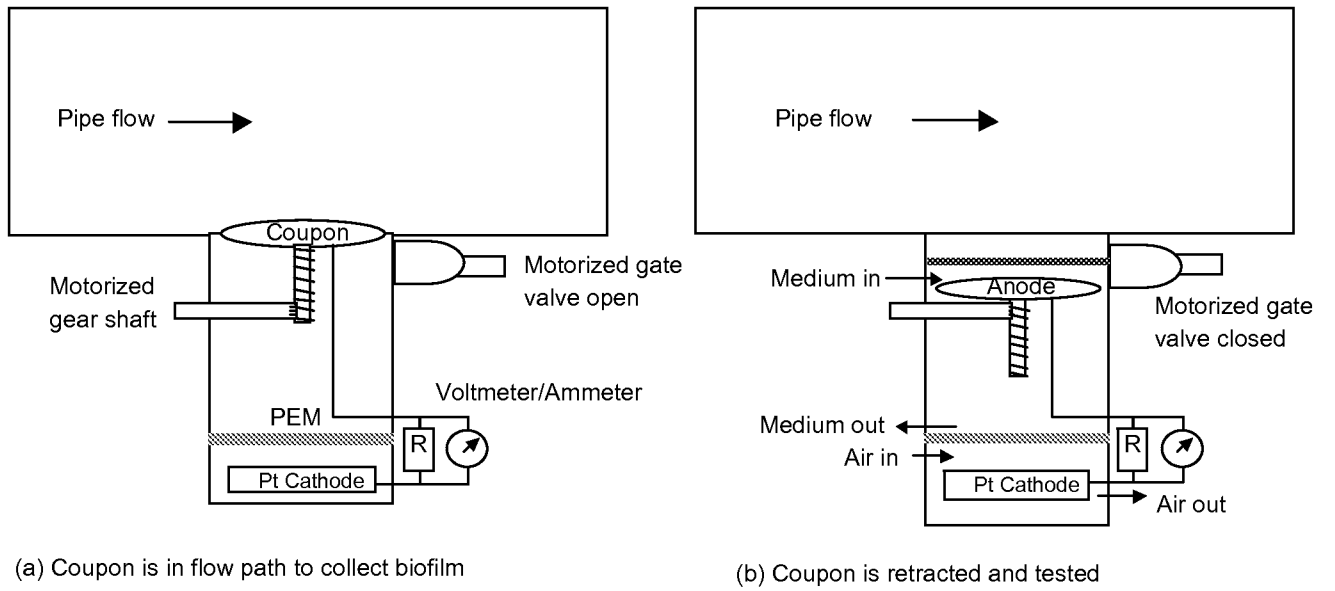 Pipe flow
Coupon
Motorized
gear shaft
Motorized gate
valve open
Voltmeter/Ammeter
PEM
R
Pt Cathode
(a) Coupon is in flow path to collect biofilm
Pipe flow
Medium in
Anode
Motorized gate
valve closed
Medium out
Air in
R
Pt Cathode
Air out
(b) Coupon is retracted and tested